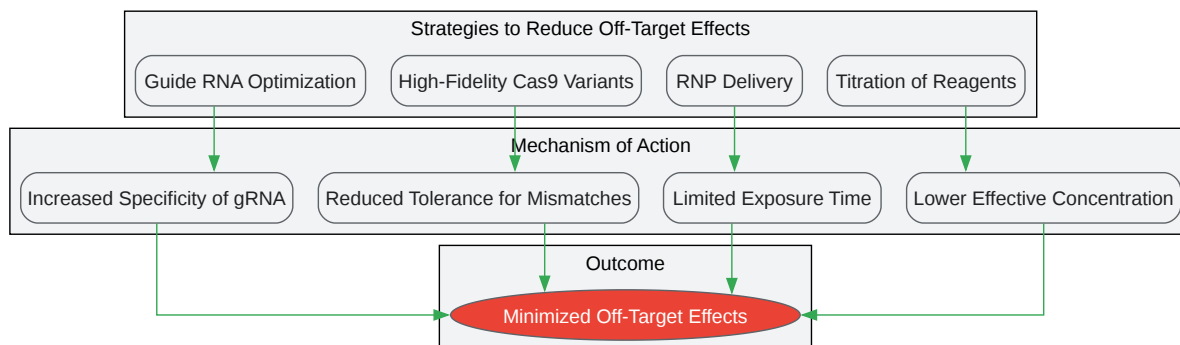 Strategies to Reduce Off-Target Effects
Guide RNA Optimization
High-Fidelity Cas9 Variants
RNP Delivery
Titration of Reagents
Mechanism of Action
Increased Specificity of gRNA
Reduced Tolerance for Mismatches
Limited Exposure Time
Lower Effective Concentration
Outcome
Minimized Off-Target Effects